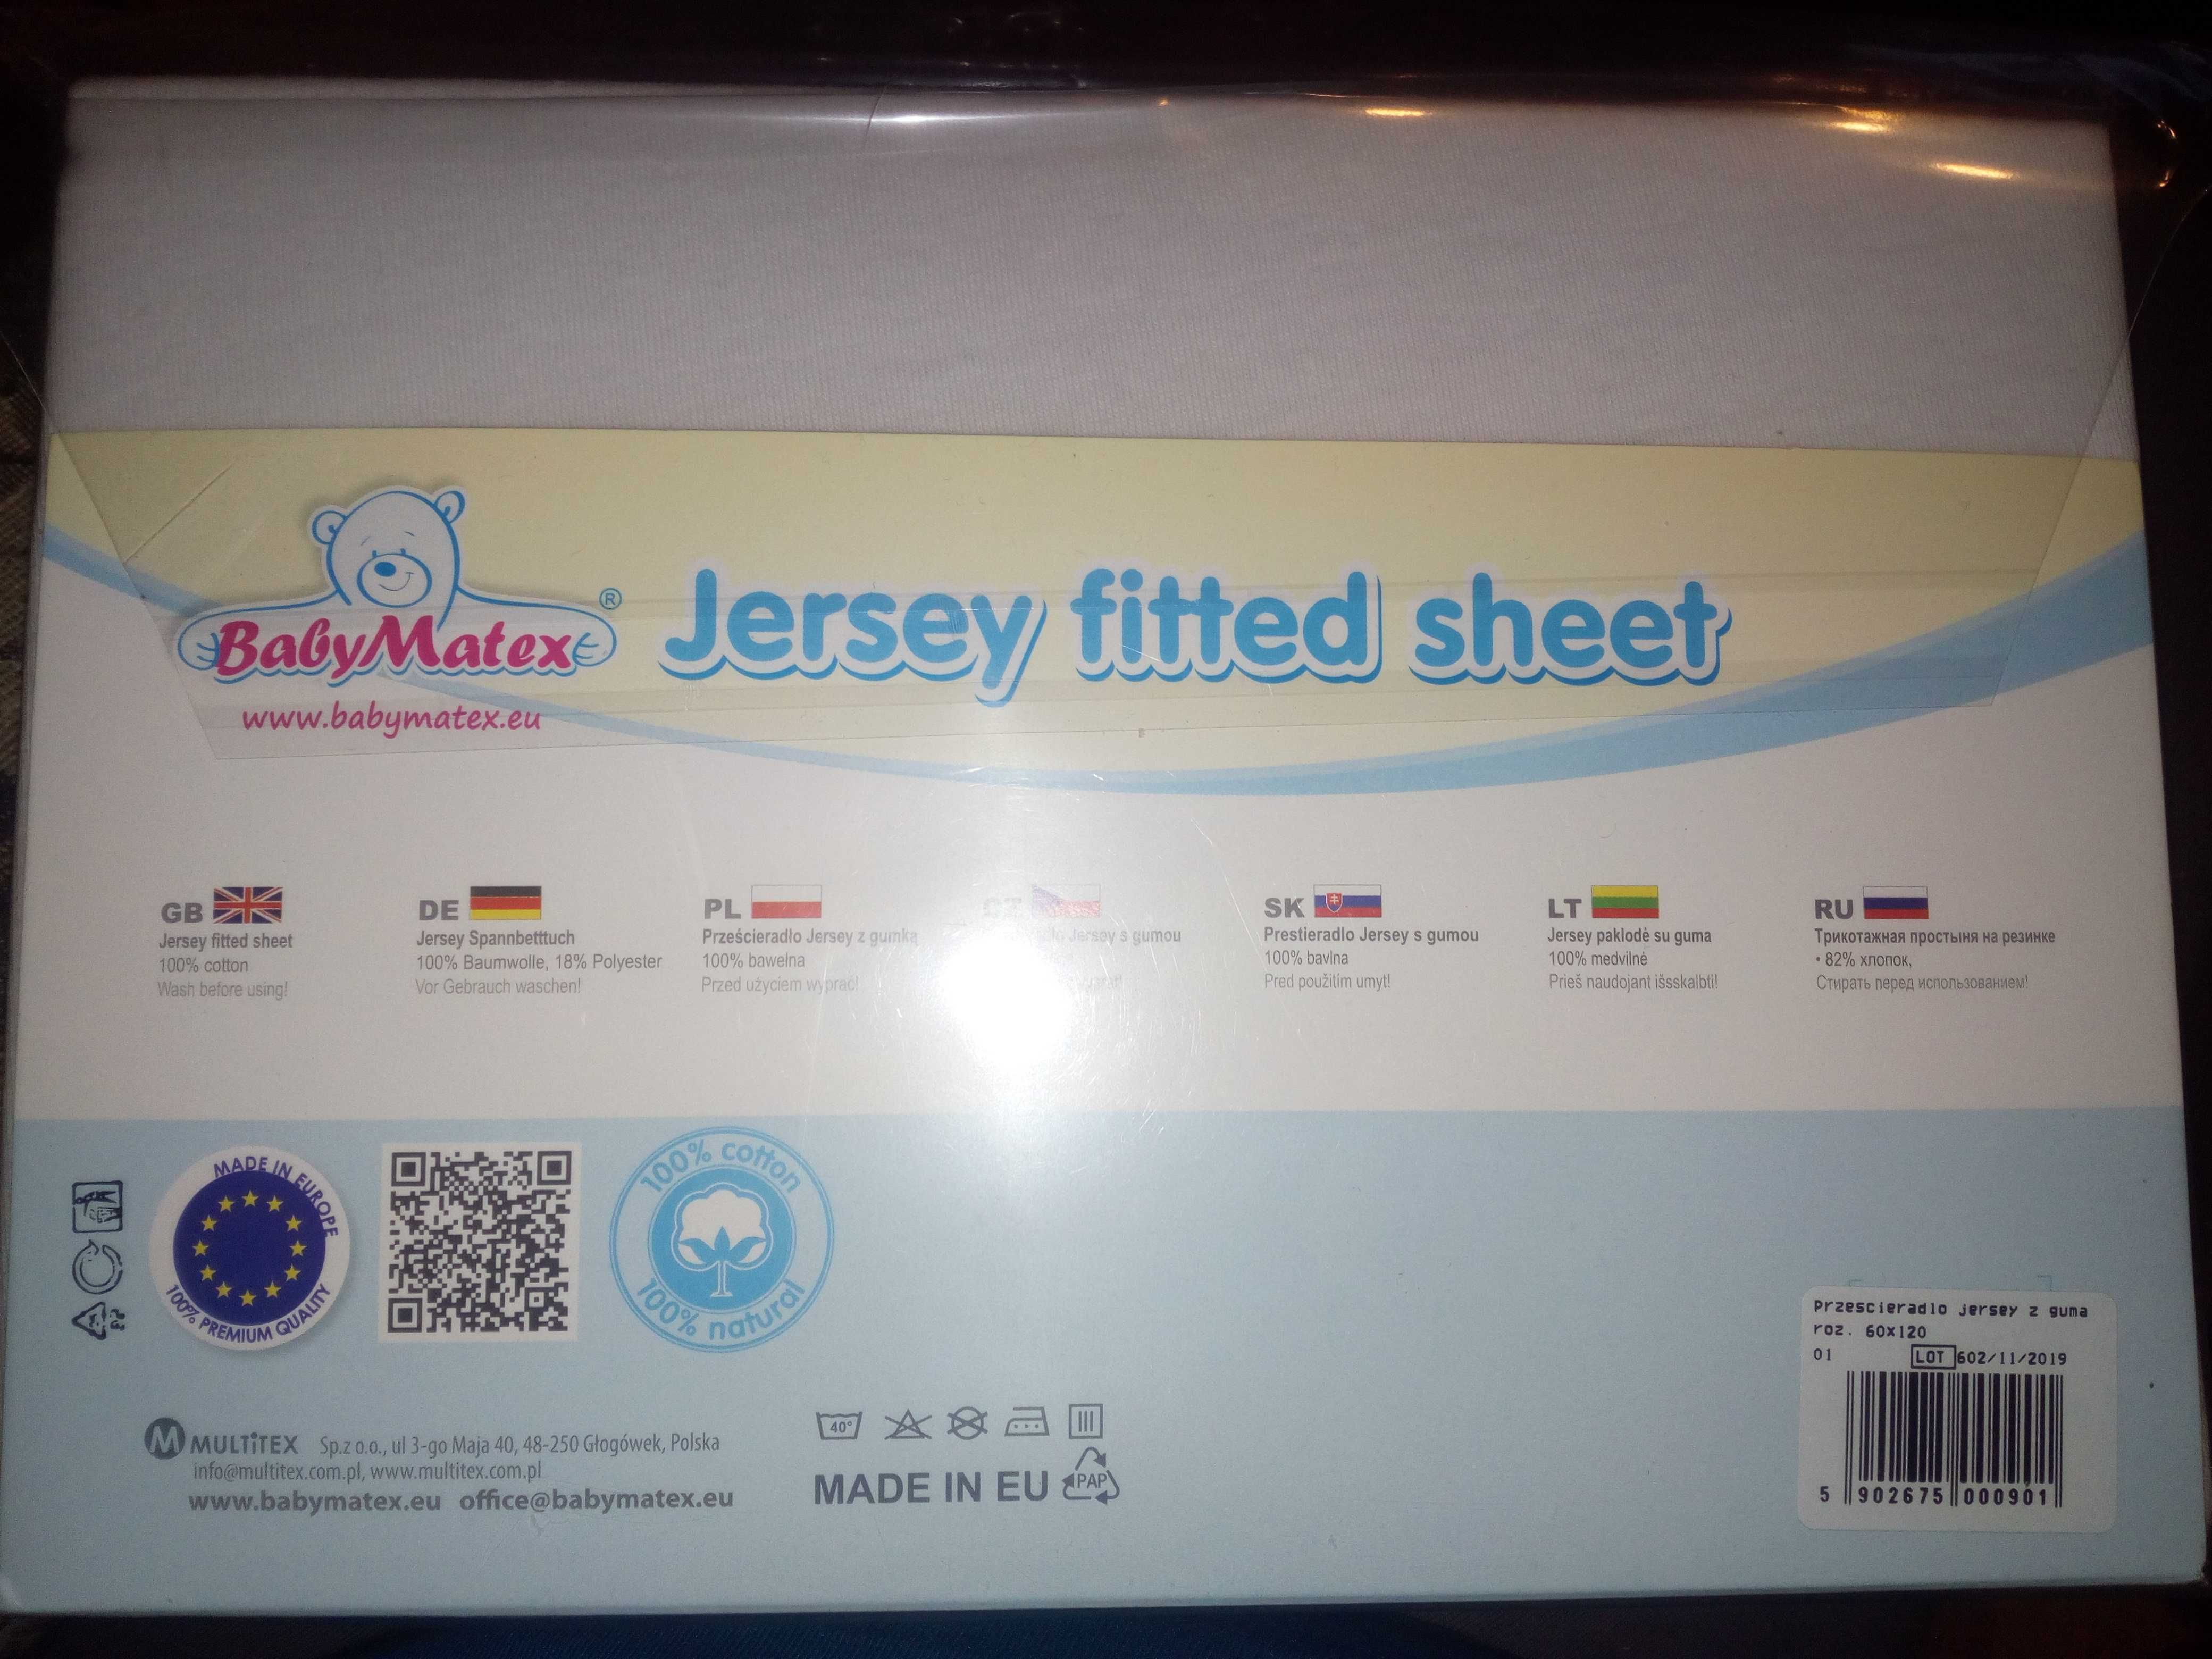 BabyMatex®
www.babymatex.eu
Jersey fitted sheet
GB
Jersey fitted sheet
100% cotton
Wash before using!
DE
Jersey Spannbetttuch
100% Baumwolle, 18% Polyester
Vor Gebrauch waschen!
PL
Prześcieradło Jersey z gumką
100% bawełna
Przed użyciem wyprać!
CZ
Jersey s gumou
SK
Prestieradlo Jersey s gumou
100% bavlna
Pred použitím umyt!
LT
Jersey paklodė su guma
100% medvilnė
Prieš naudojant išsskalbti!
RU
Трикотажная простыня на резинке
• 82% хлопок,
Стирать перед использованием!
MADE IN EUROPE
100% PREMIUM QUALITY
100% cotton
100% natural
Przescieradlo jersey z guma
roz. 60x120
01 LOT 602/11/2019
5 902675 000901
MULTITEX Sp.z o.o., ul 3-go Maja 40, 48-250 Głogówek, Polska
info@multitex.com.pl, www.multitex.com.pl
www.babymatex.eu office@babymatex.eu
40°
MADE IN EU
PAP